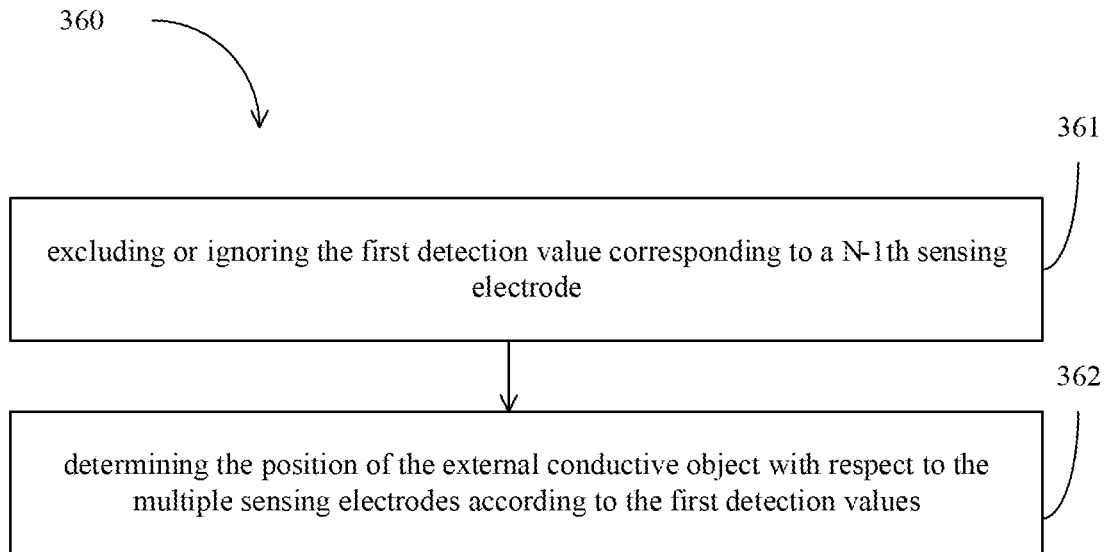 360
361
excluding or ignoring the first detection value corresponding to a N-1th sensing
electrode
362
determining the position of the external conductive object with respect to the
multiple sensing electrodes according to the first detection values